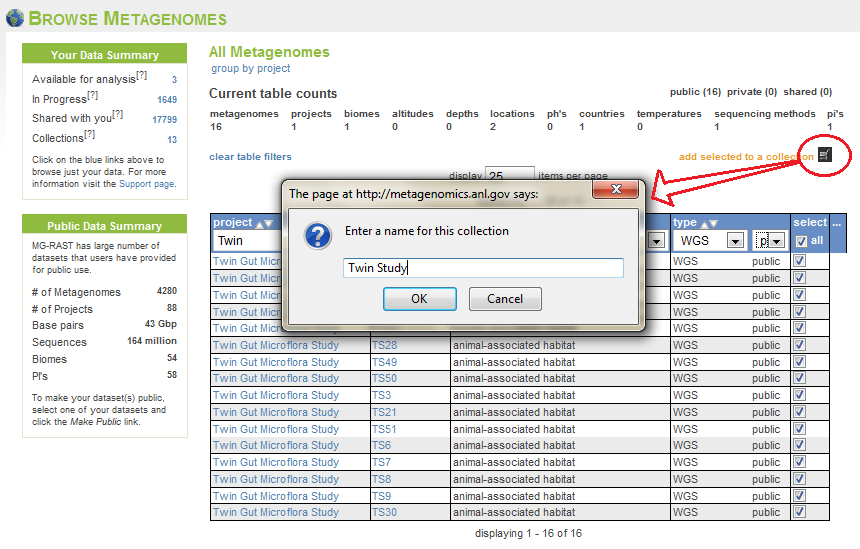 BROWSE METAGENOMES
Your Data Summary
Available for analysis[?] 3
In Progress[?] 1649
Shared with you[?] 17799
Collections[?] 13
Click on the blue links above to
browse just your data. For more
information visit the Support page.
Public Data Summary
MG-RAST has large number of
datasets that users have provided
for public use.
# of Metagenomes 4280
# of Projects 88
Base pairs 43 Gbp
Sequences 164 million
Biomes 54
PI's 58
To make your dataset(s) public,
select one of your datasets and
click the Make Public link.
All Metagenomes
group by project
Current table counts
public (16) private (0) shared (0)
metagenomes projects biomes altitudes depths locations ph's countries temperatures sequencing methods pi's
16 1 1 0 0 2 0 1 0 1 1
clear table filters
add selected to a collection
display 25 items per page
The page at http://metagenomics.anl.gov says:
Enter a name for this collection
Twin Study
OK Cancel
project type select ...
Twin WGS p all
Twin Gut Microfl WGS public
Twin Gut Microfl WGS public
Twin Gut Microfl WGS public
Twin Gut Microfl WGS public
Twin Gut Microfl WGS public
Twin Gut Microflora Study TS28 animal-associated habitat WGS public
Twin Gut Microflora Study TS49 animal-associated habitat WGS public
Twin Gut Microflora Study TS50 animal-associated habitat WGS public
Twin Gut Microflora Study TS3 animal-associated habitat WGS public
Twin Gut Microflora Study TS21 animal-associated habitat WGS public
Twin Gut Microflora Study TS51 animal-associated habitat WGS public
Twin Gut Microflora Study TS6 animal-associated habitat WGS public
Twin Gut Microflora Study TS7 animal-associated habitat WGS public
Twin Gut Microflora Study TS8 animal-associated habitat WGS public
Twin Gut Microflora Study TS9 animal-associated habitat WGS public
Twin Gut Microflora Study TS30 animal-associated habitat WGS public
displaying 1 - 16 of 16